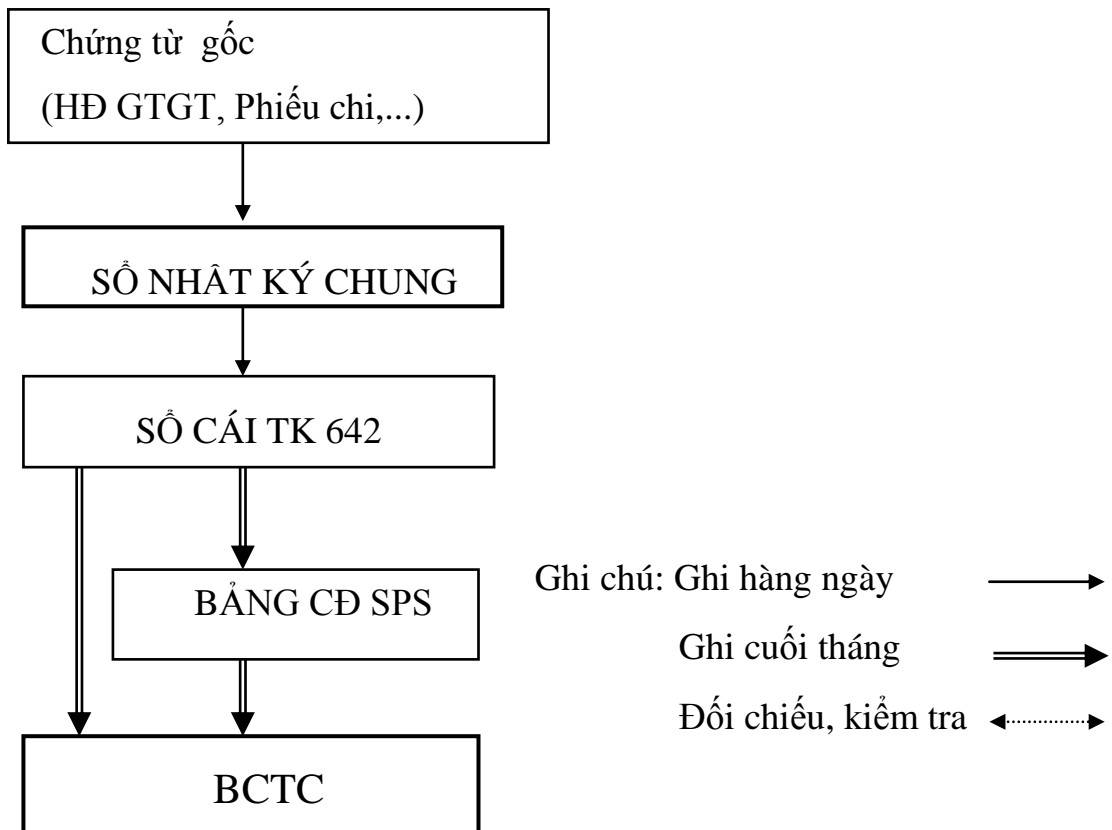 Chứng từ gốc
(HĐ GTGT, Phiếu chi,...)
SỔ NHÂT KÝ CHUNG
SỔ CÁI TK 642
BẢNG CĐ SPS
BCTC
Ghi chú: Ghi hàng ngày
Ghi cuối tháng
Đối chiếu, kiểm tra